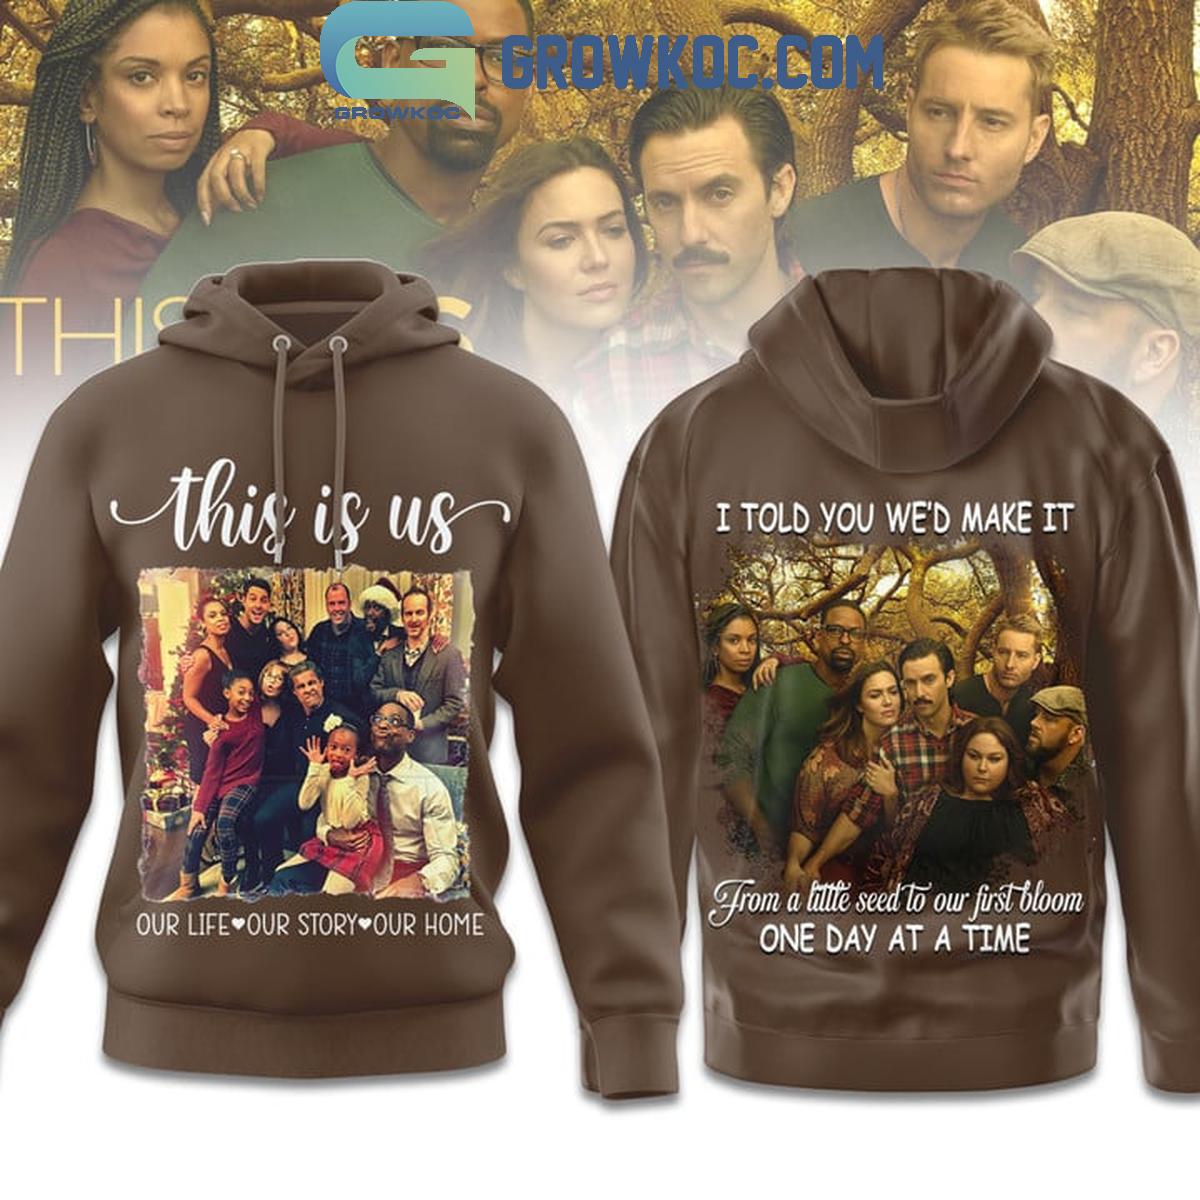 GROWKOC.COM
GROWKOC
THIS
this is us
OUR LIFE♥OUR STORY♥OUR HOME
I TOLD YOU WE'D MAKE IT
From a little seed to our first bloom
ONE DAY AT A TIME